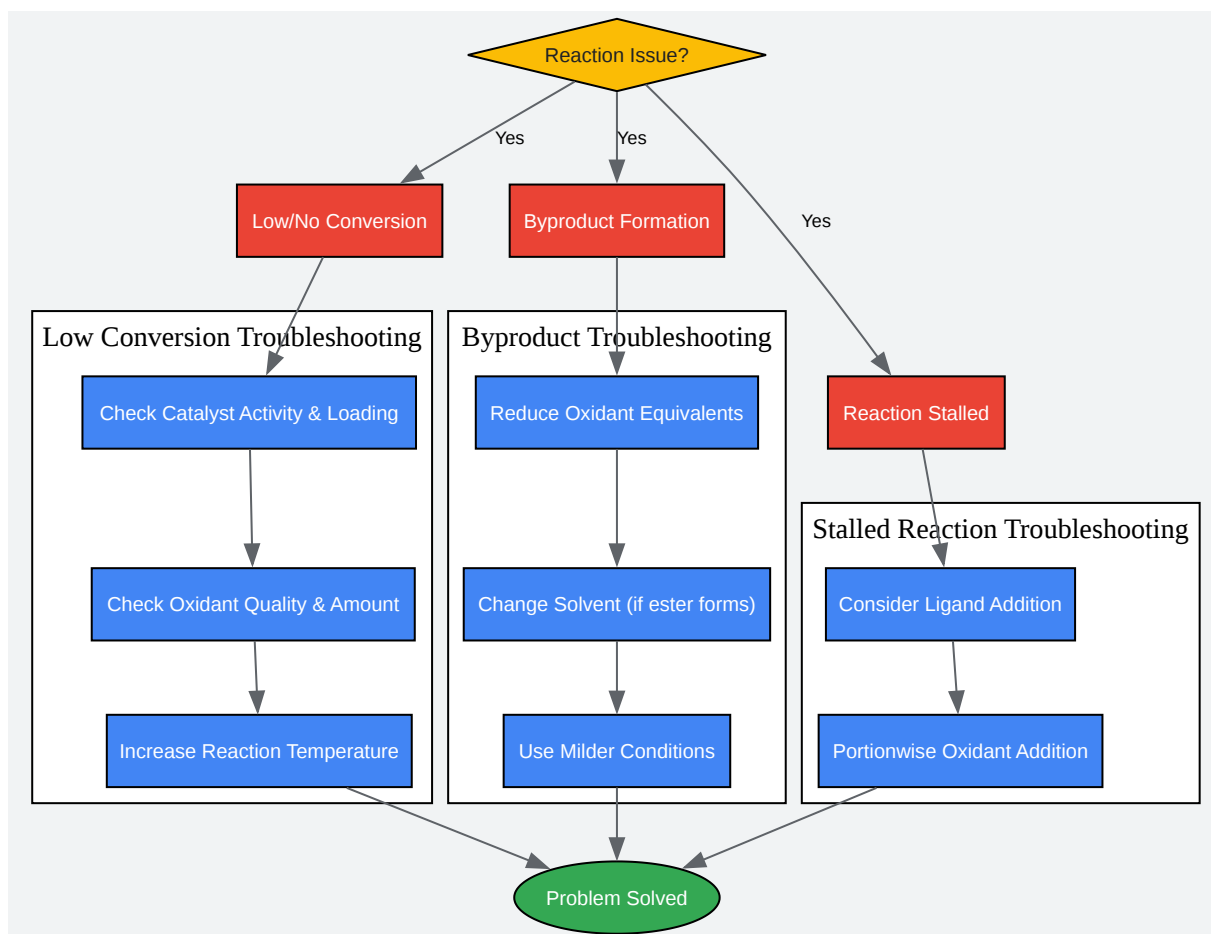 Reaction Issue?
Yes
Yes
Yes
Low/No Conversion
Byproduct Formation
Reaction Stalled
Low Conversion Troubleshooting
Check Catalyst Activity & Loading
Check Oxidant Quality & Amount
Increase Reaction Temperature
Byproduct Troubleshooting
Reduce Oxidant Equivalents
Change Solvent (if ester forms)
Use Milder Conditions
Stalled Reaction Troubleshooting
Consider Ligand Addition
Portionwise Oxidant Addition
Problem Solved